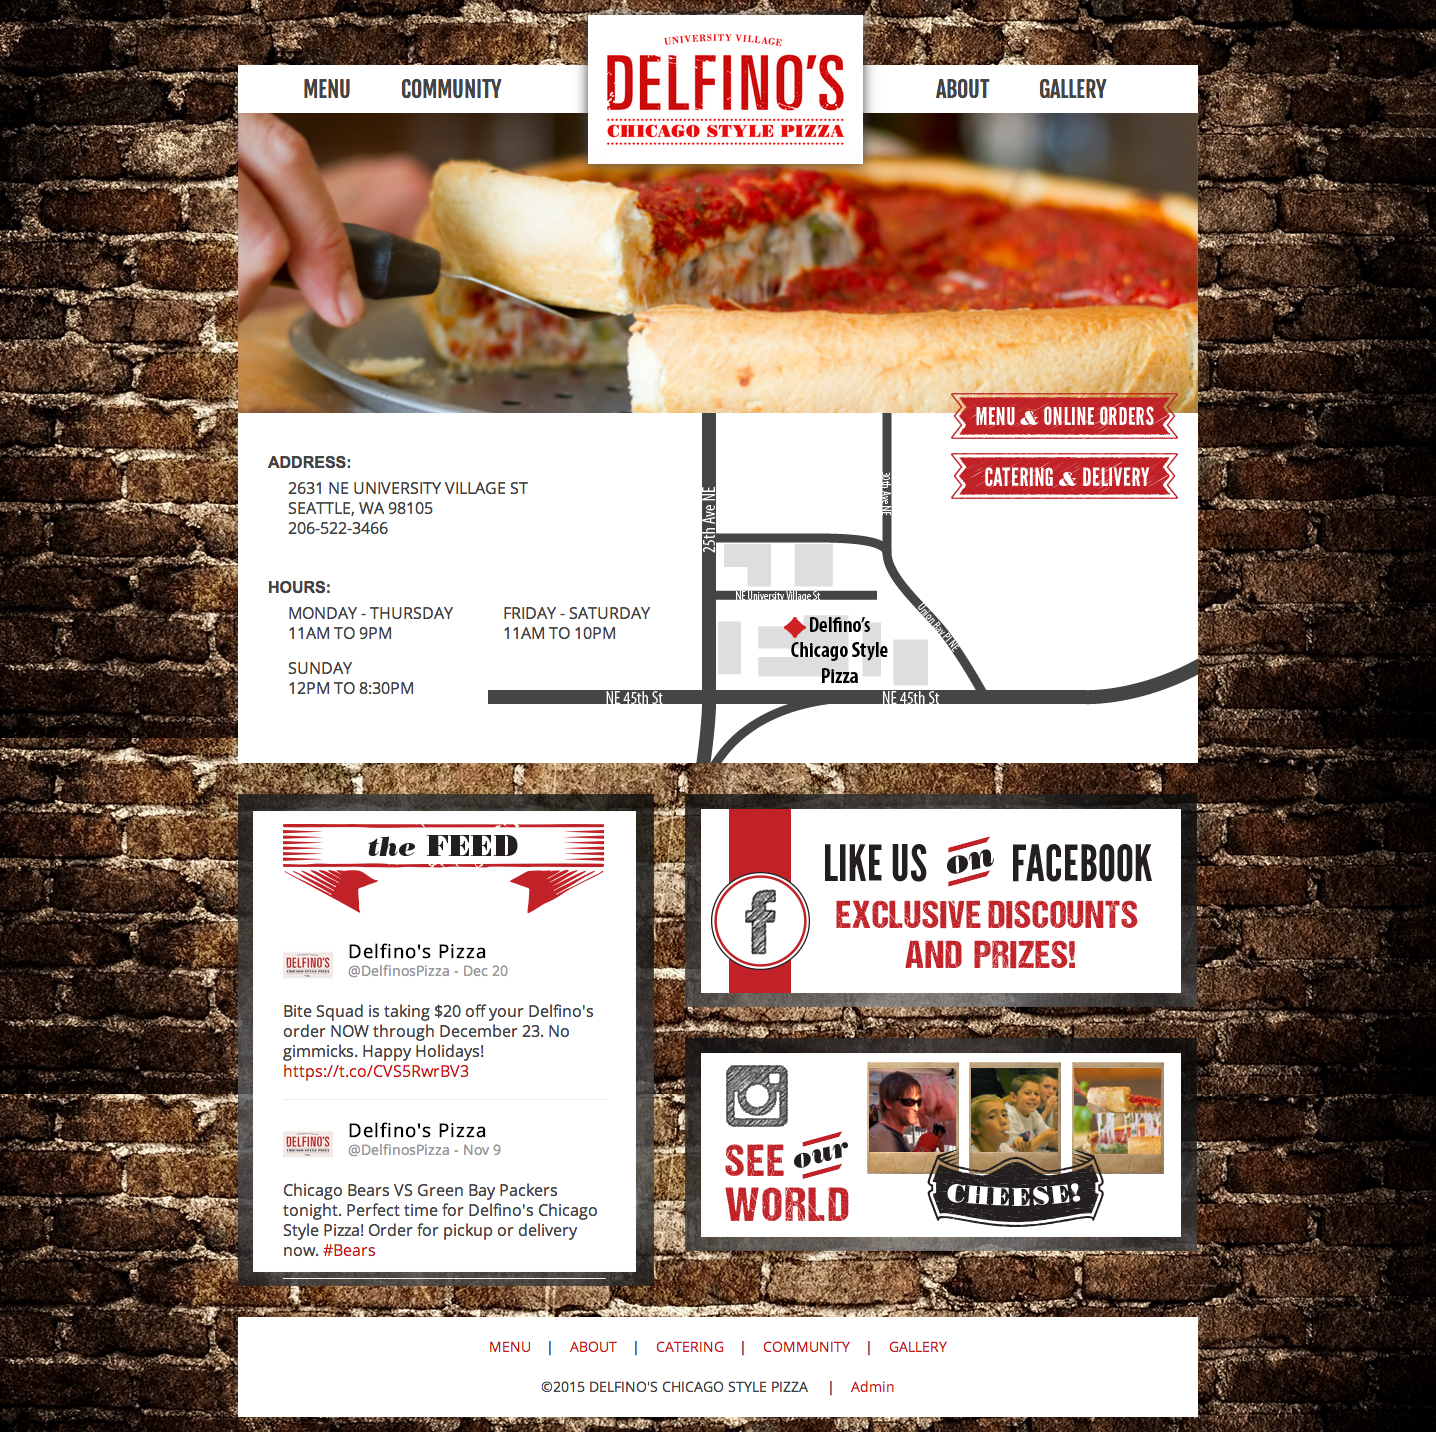 UNIVERSITY VILLAGE
DELFINO'S
CHICAGO STYLE PIZZA
MENU
COMMUNITY
ABOUT
GALLERY
MENU & ONLINE ORDERS
CATERING & DELIVERY
ADDRESS:
2631 NE UNIVERSITY VILLAGE ST
SEATTLE, WA 98105
206-522-3466
HOURS:
MONDAY - THURSDAY
11AM TO 9PM
FRIDAY - SATURDAY
11AM TO 10PM
SUNDAY
12PM TO 8:30PM
25th Ave NE
30th Ave NE
NE University Village St
Union Bay Pl NE
Delfino's
Chicago Style
Pizza
NE 45th St
NE 45th St
the FEED
DELFINO'S
CHICAGO STYLE PIZZA
Delfino's Pizza
@DelfinosPizza - Dec 20
Bite Squad is taking $20 off your Delfino's
order NOW through December 23. No
gimmicks. Happy Holidays!
https://t.co/CVS5RwrBV3
DELFINO'S
CHICAGO STYLE PIZZA
Delfino's Pizza
@DelfinosPizza - Nov 9
Chicago Bears VS Green Bay Packers
tonight. Perfect time for Delfino's Chicago
Style Pizza! Order for pickup or delivery
now. #Bears
f
LIKE US on FACEBOOK
EXCLUSIVE DISCOUNTS
AND PRIZES!
SEE our
WORLD
CHEESE!
MENU | ABOUT | CATERING | COMMUNITY | GALLERY
©2015 DELFINO'S CHICAGO STYLE PIZZA | Admin